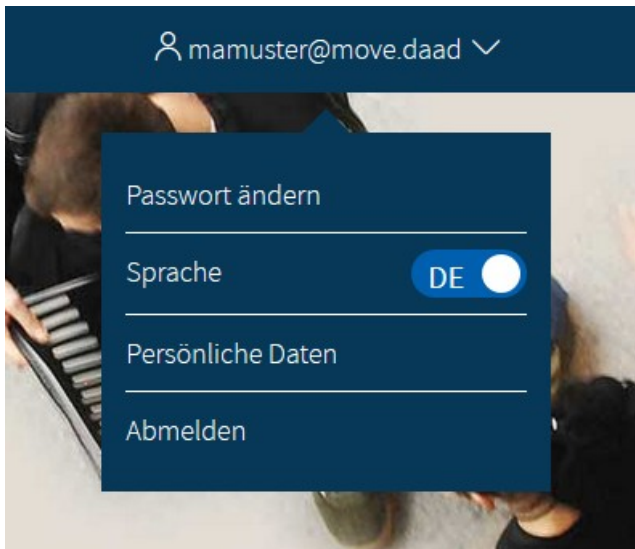 mamuster@move.daad
Passwort ändern
Sprache DE
Persönliche Daten
Abmelden